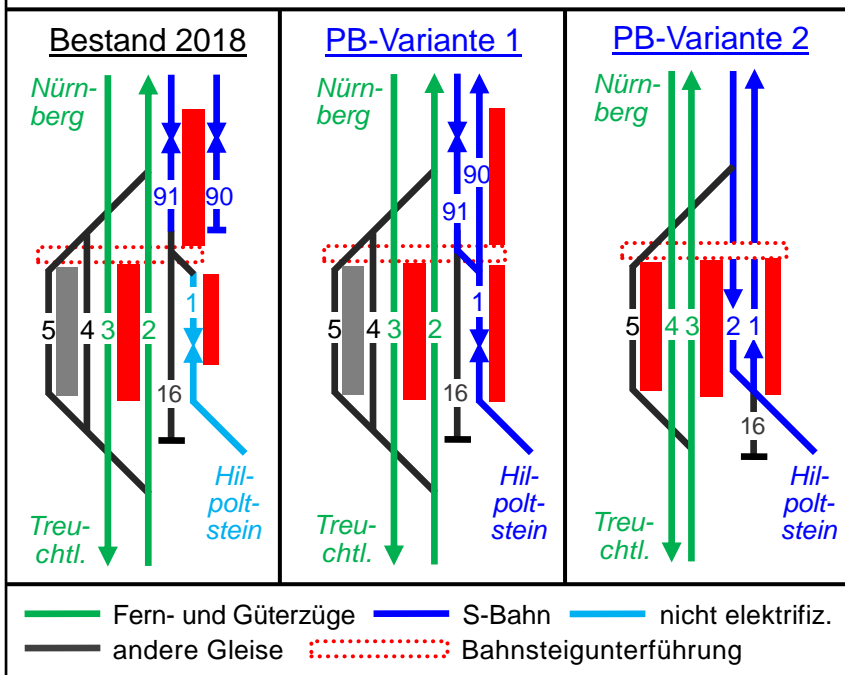 Bestand 2018
Nürn-
berg
91
90
5
4
3
2
1
16
Hil-
polt-
stein
Treu-
chtl.
PB-Variante 1
Nürn-
berg
90
91
5
4
3
2
1
16
Hil-
polt-
stein
Treu-
chtl.
PB-Variante 2
Nürn-
berg
5
4
3
2
1
16
Hil-
polt-
stein
Treu-
chtl.
Fern- und Güterzüge
S-Bahn
nicht elektrifiz.
andere Gleise
Bahnsteigunterführung